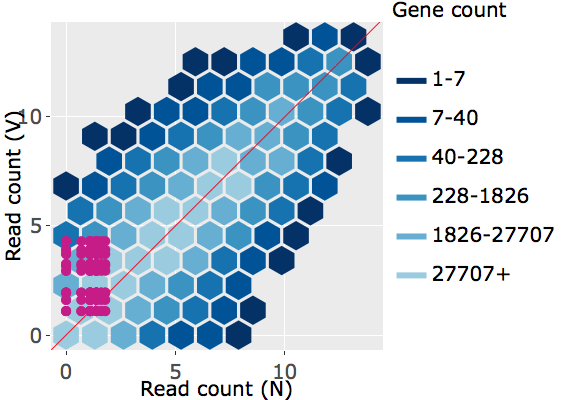 Gene count
1-7
7-40
40-228
228-1826
1826-27707
27707+
Read count (V)
10
5
0
0 5 10
Read count (N)